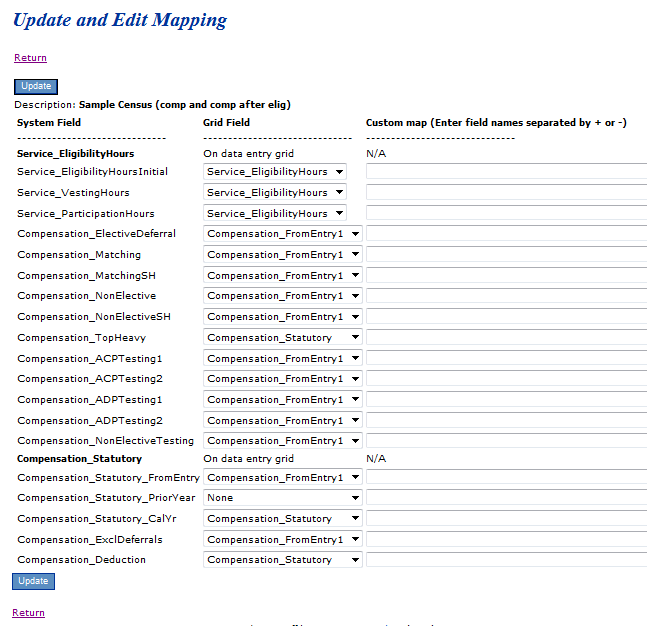 Update and Edit Mapping
Return
Update
Description: Sample Census (comp and comp after elig)
System Field Grid Field Custom map (Enter field names separated by + or -)
----------------------------- ----------------------------- -----------------------------
Service_EligibilityHours On data entry grid N/A
Service_EligibilityHoursInitial Service_EligibilityHours
Service_VestingHours Service_EligibilityHours
Service_ParticipationHours Service_EligibilityHours
Compensation_ElectiveDeferral Compensation_FromEntry1
Compensation_Matching Compensation_FromEntry1
Compensation_MatchingSH Compensation_FromEntry1
Compensation_NonElective Compensation_FromEntry1
Compensation_NonElectiveSH Compensation_FromEntry1
Compensation_TopHeavy Compensation_Statutory
Compensation_ACPTesting1 Compensation_FromEntry1
Compensation_ACPTesting2 Compensation_FromEntry1
Compensation_ADPTesting1 Compensation_FromEntry1
Compensation_ADPTesting2 Compensation_FromEntry1
Compensation_NonElectiveTesting Compensation_FromEntry1
Compensation_Statutory On data entry grid N/A
Compensation_Statutory_FromEntry Compensation_FromEntry1
Compensation_Statutory_PriorYear None
Compensation_Statutory_CalYr Compensation_Statutory
Compensation_ExclDeferrals Compensation_FromEntry1
Compensation_Deduction Compensation_Statutory
Update
Return